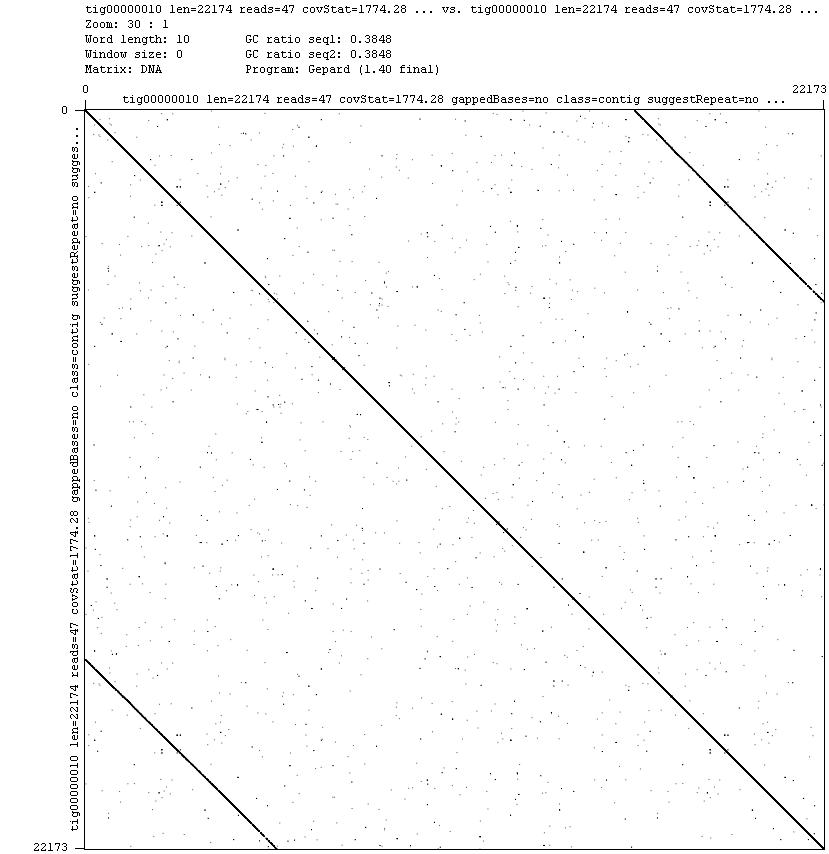 tig00000010 len=22174 reads=47 covStat=1774.28 ... vs. tig00000010 len=22174 reads=47 covStat=1774.28 ...
Zoom: 30 : 1
Word length: 10 GC ratio seq1: 0.3848
Window size: 0 GC ratio seq2: 0.3848
Matrix: DNA Program: Gepard (1.40 final)
0 22173
tig00000010 len=22174 reads=47 covStat=1774.28 gappedBases=no class=contig suggestRepeat=no ...
0
tig00000010 len=22174 reads=47 covStat=1774.28 gappedBases=no class=contig suggestRepeat=no sugges...
22173